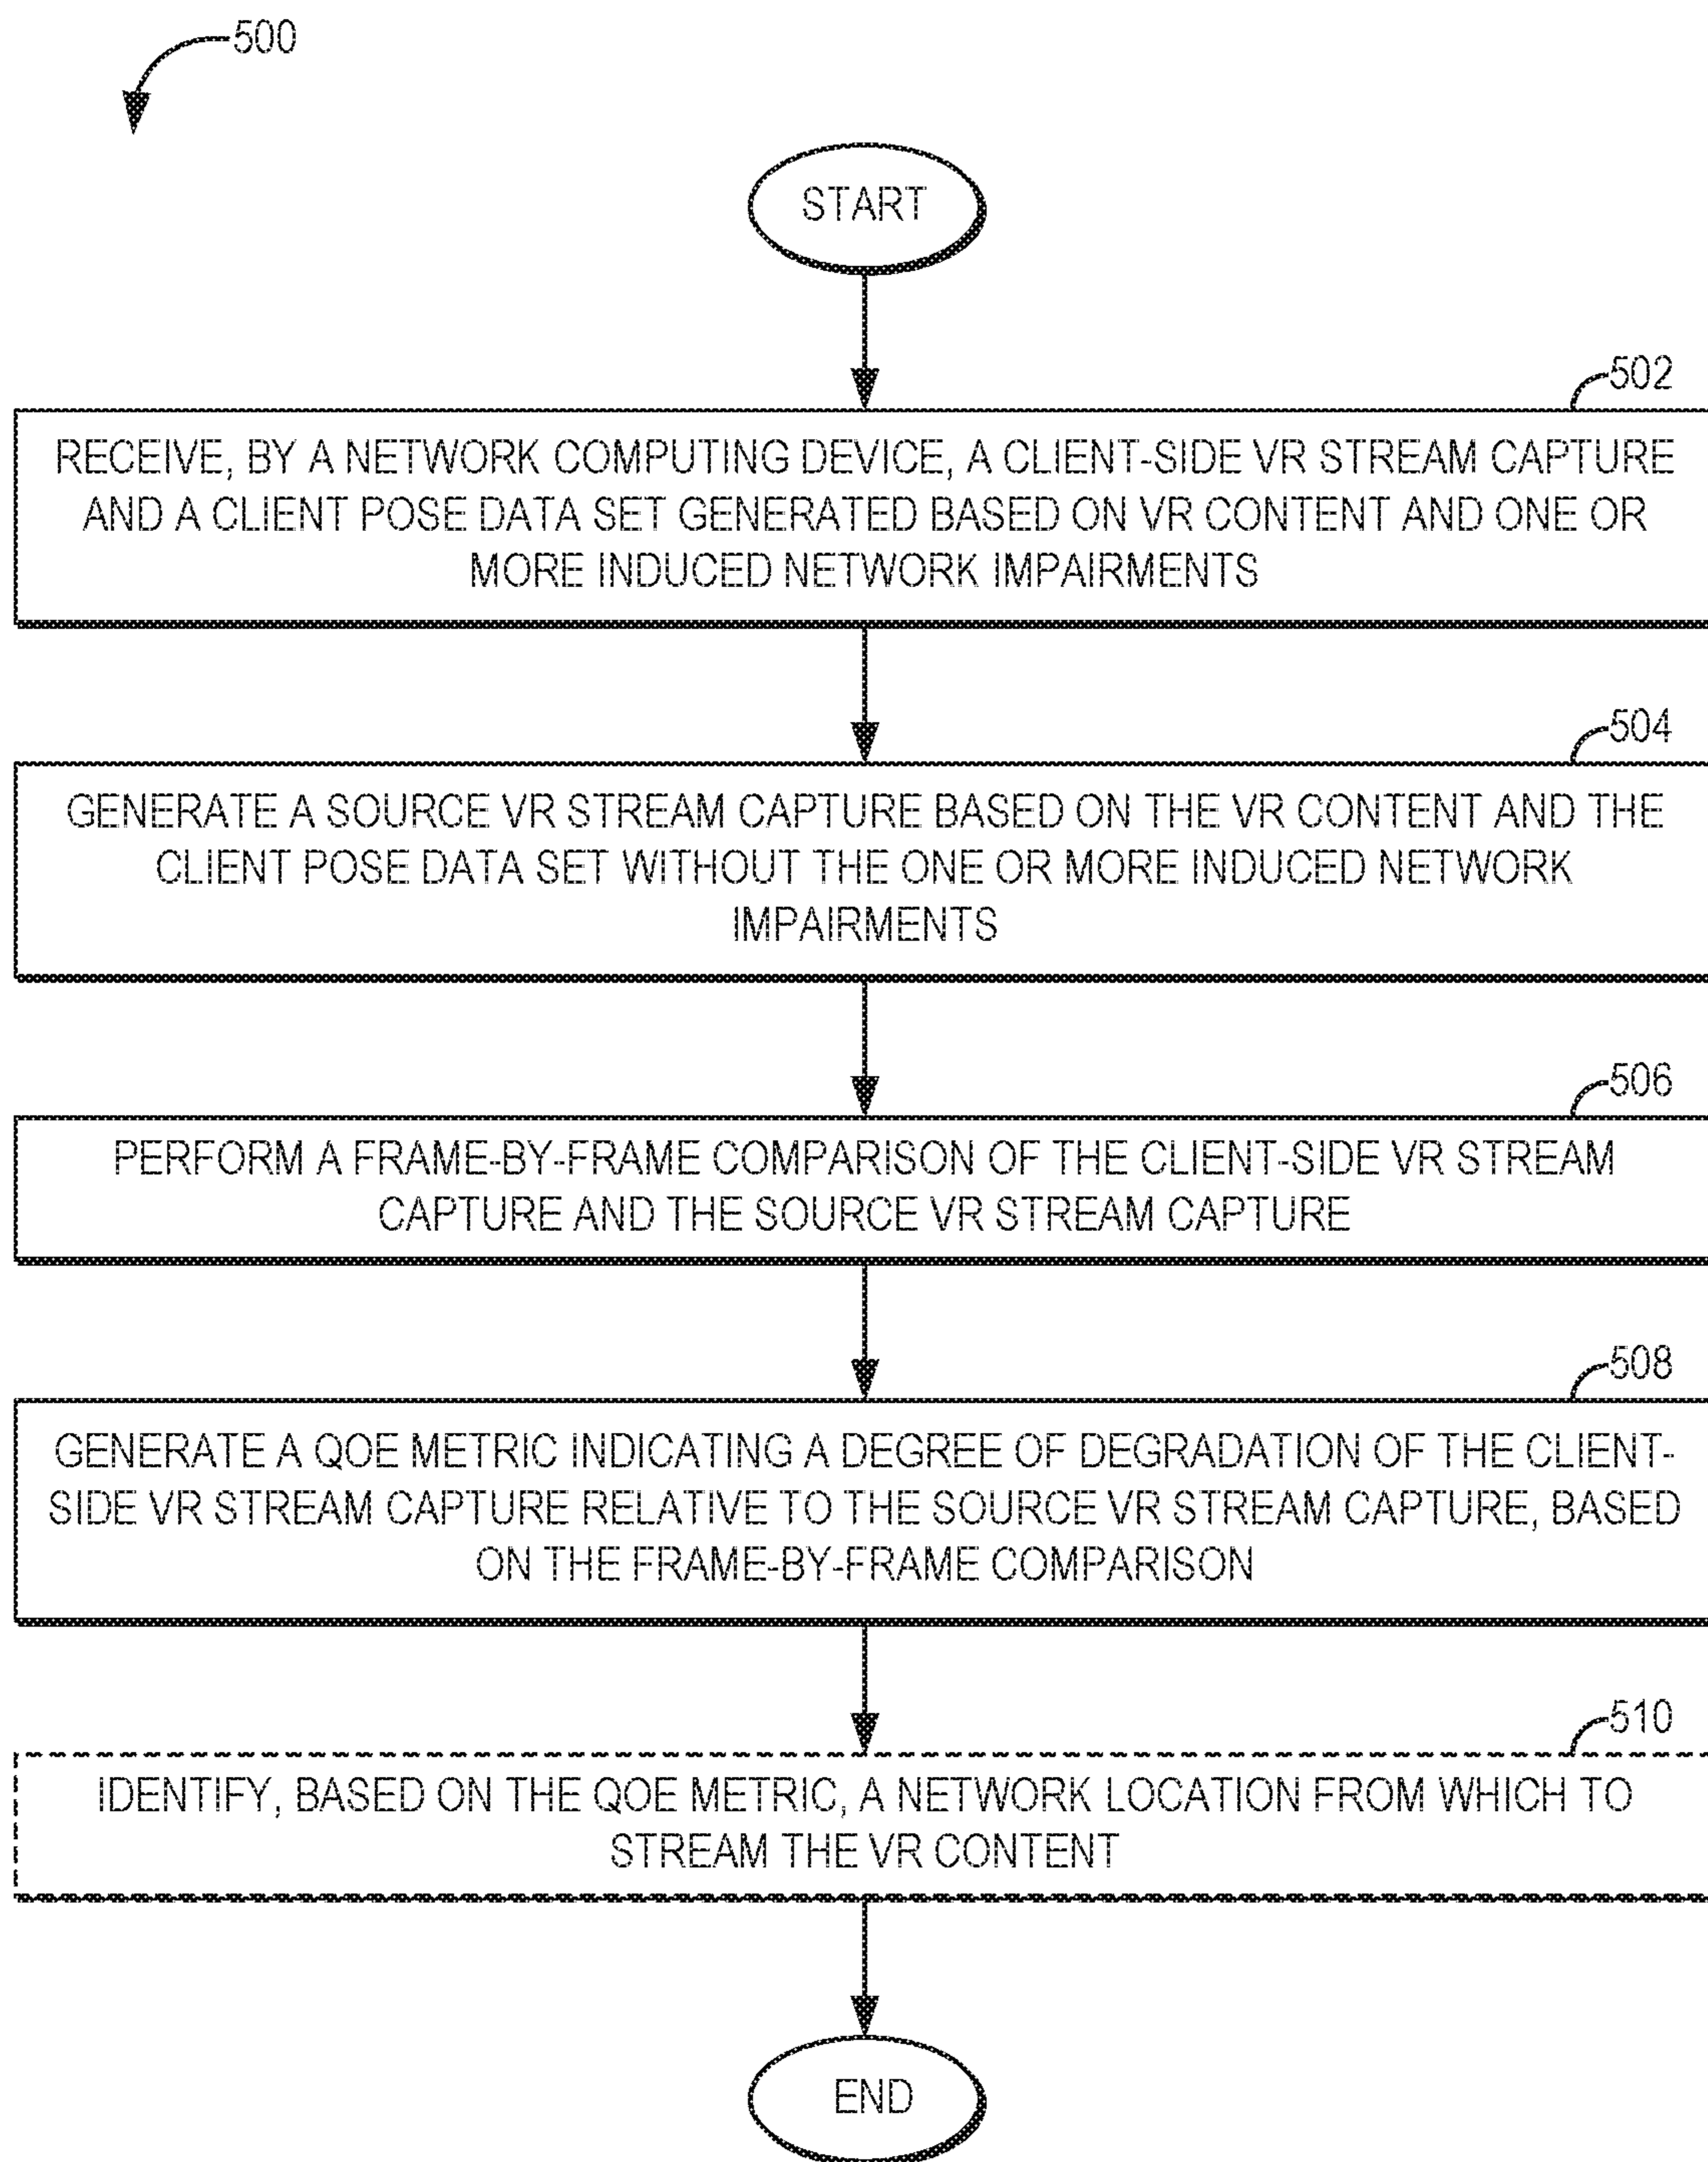 500
START
502
RECEIVE, BY A NETWORK COMPUTING DEVICE, A CLIENT-SIDE VR STREAM CAPTURE
AND A CLIENT POSE DATA SET GENERATED BASED ON VR CONTENT AND ONE OR
MORE INDUCED NETWORK IMPAIRMENTS
504
GENERATE A SOURCE VR STREAM CAPTURE BASED ON THE VR CONTENT AND THE
CLIENT POSE DATA SET WITHOUT THE ONE OR MORE INDUCED NETWORK
IMPAIRMENTS
506
PERFORM A FRAME-BY-FRAME COMPARISON OF THE CLIENT-SIDE VR STREAM
CAPTURE AND THE SOURCE VR STREAM CAPTURE
508
GENERATE A QOE METRIC INDICATING A DEGREE OF DEGRADATION OF THE CLIENT-
SIDE VR STREAM CAPTURE RELATIVE TO THE SOURCE VR STREAM CAPTURE, BASED
ON THE FRAME-BY-FRAME COMPARISON
510
IDENTIFY, BASED ON THE QOE METRIC, A NETWORK LOCATION FROM WHICH TO
STREAM THE VR CONTENT
END